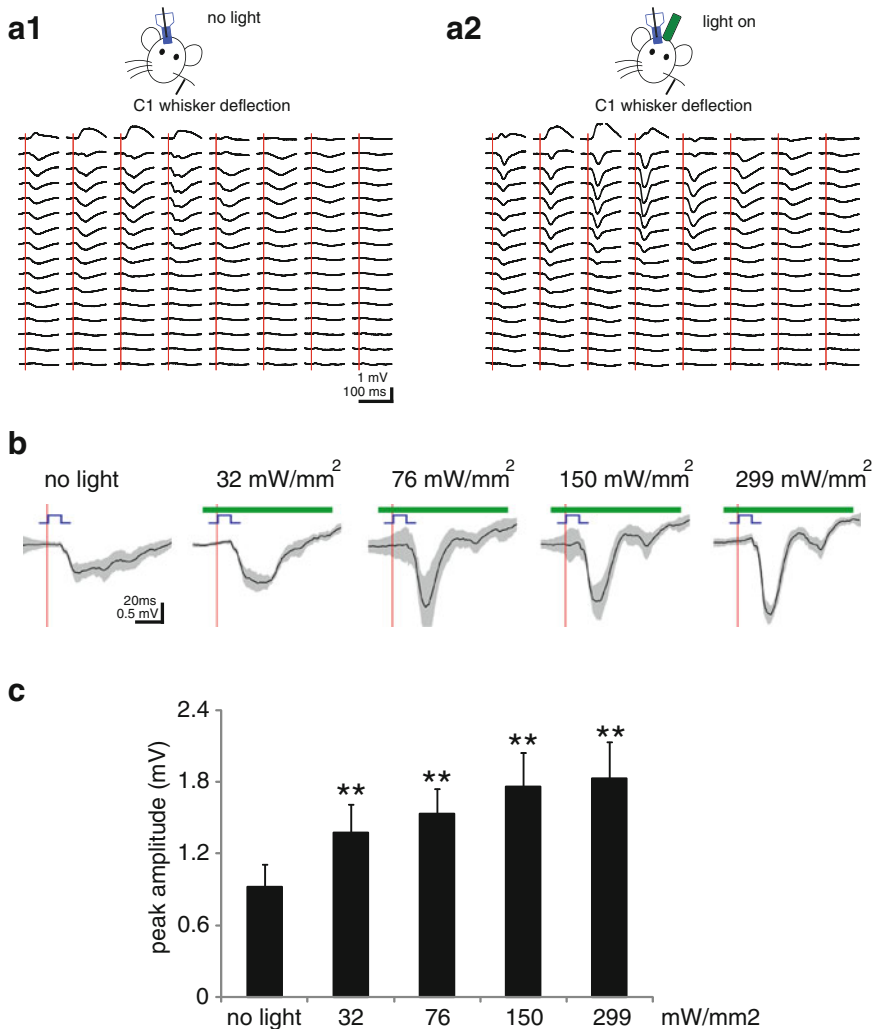 a1
no light
C1 whisker deflection
1 mV
100 ms
a2
light on
C1 whisker deflection
b
no light
32 mW/mm²
76 mW/mm²
150 mW/mm²
299 mW/mm²
20ms
0.5 mV
c
peak amplitude (mV)
2.4
1.8
1.2
0.6
0
**
**
**
**
no light 32 76 150 299 mW/mm2